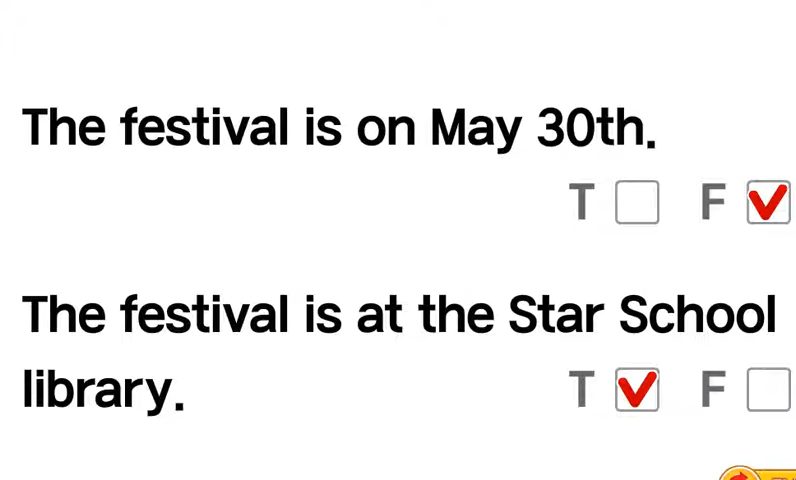 The festival is on May 30th.
T F
The festival is at the Star School
library. T F